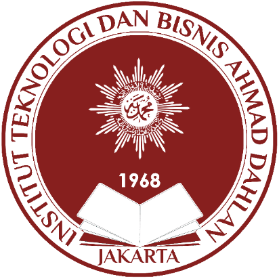 INSTITUT TEKNOLOGI DAN BISNIS AHMAD DAHLAN
1968
JAKARTA